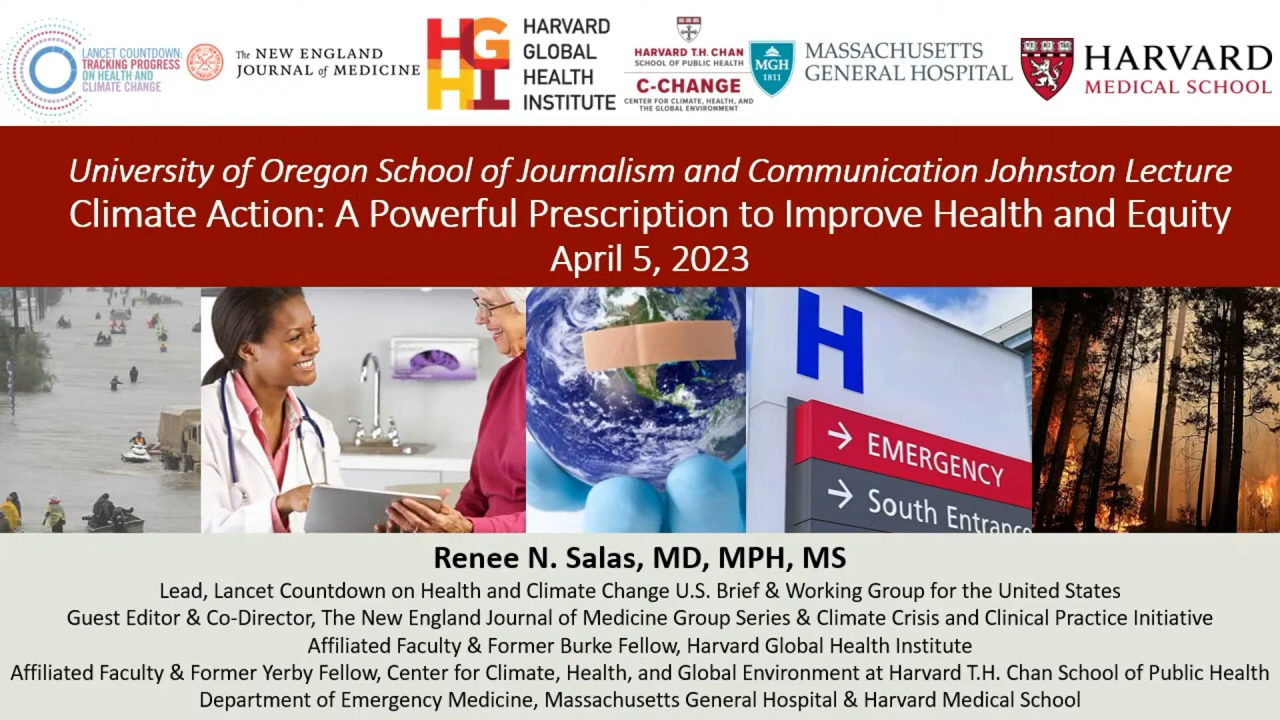 LANCET COUNTDOWN:
TRACKING PROGRESS
ON HEALTH AND
CLIMATE CHANGE
The NEW ENGLAND
JOURNAL of MEDICINE
HGHI
HARVARD
GLOBAL
HEALTH
INSTITUTE
HARVARD T.H. CHAN
SCHOOL OF PUBLIC HEALTH
C-CHANGE
CENTER FOR CLIMATE, HEALTH, AND
THE GLOBAL ENVIRONMENT
MGH
1811
MASSACHUSETTS
GENERAL HOSPITAL
VE RI TAS
HARVARD
MEDICAL SCHOOL
University of Oregon School of Journalism and Communication Johnston Lecture
Climate Action: A Powerful Prescription to Improve Health and Equity
April 5, 2023
H
→ EMERGENCY
→ South Entrance
Renee N. Salas, MD, MPH, MS
Lead, Lancet Countdown on Health and Climate Change U.S. Brief & Working Group for the United States
Guest Editor & Co-Director, The New England Journal of Medicine Group Series & Climate Crisis and Clinical Practice Initiative
Affiliated Faculty & Former Burke Fellow, Harvard Global Health Institute
Affiliated Faculty & Former Yerby Fellow, Center for Climate, Health, and Global Environment at Harvard T.H. Chan School of Public Health
Department of Emergency Medicine, Massachusetts General Hospital & Harvard Medical School